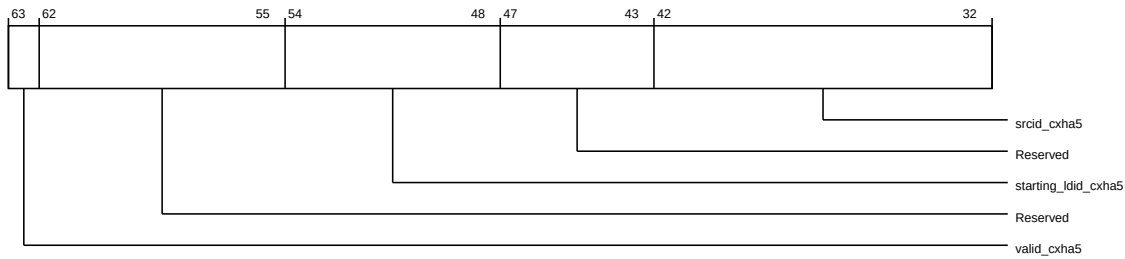 63 62 55 54 48 47 43 42 32
srcid_cxha5
Reserved
starting_ldid_cxha5
Reserved
valid_cxha5